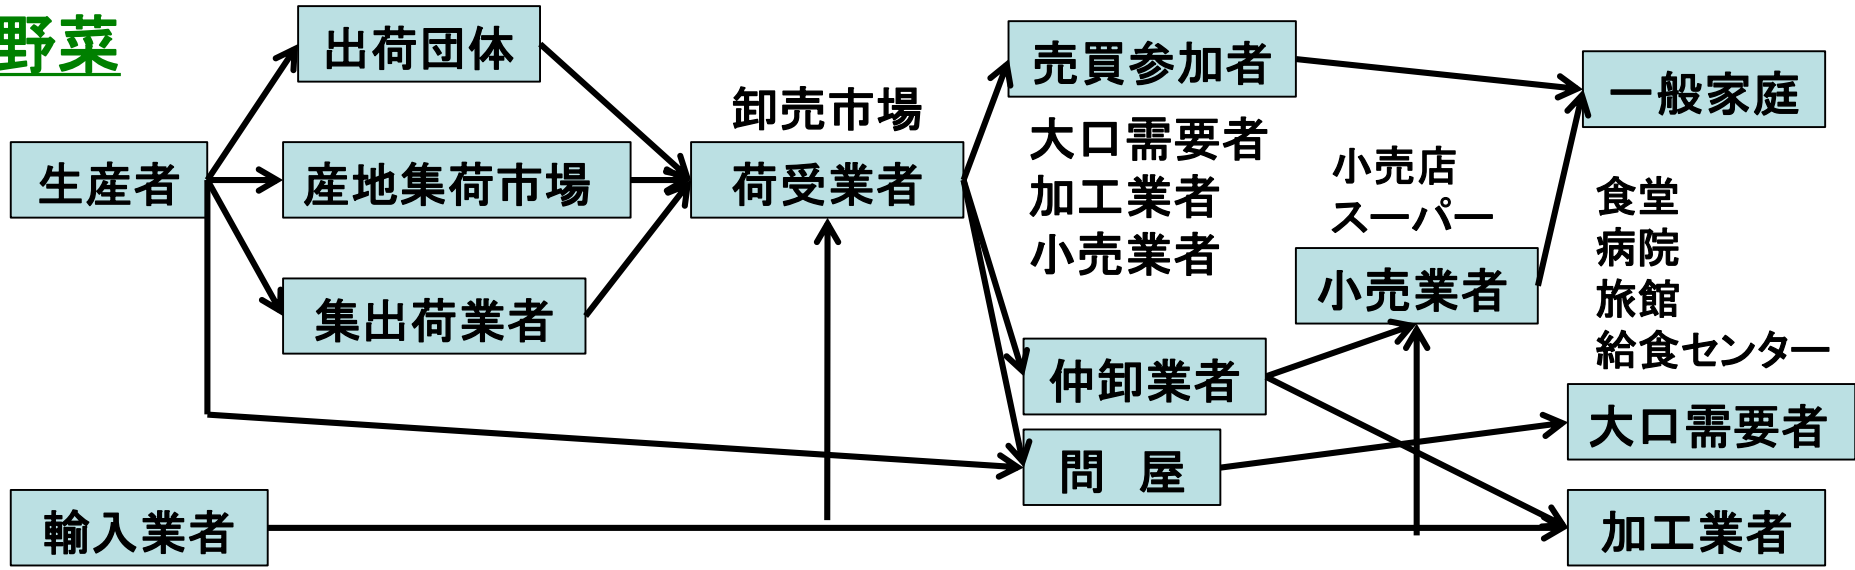 野菜
出荷団体
生産者
産地集荷市場
集出荷業者
卸売市場
荷受業者
売買参加者
大口需要者
加工業者
小売業者
小売店
スーパー
小売業者
一般家庭
食堂
病院
旅館
給食センター
仲卸業者
問 屋
大口需要者
輸入業者
加工業者